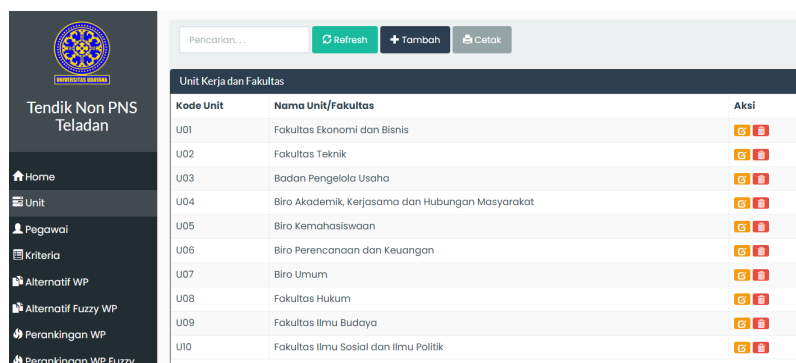 UNIVERSITAS UDAYANA
Tendik Non PNS
Teladan
Home
Unit
Pegawai
Kriteria
Alternatif WP
Alternatif Fuzzy WP
Perankingan WP
Perankingan WP Fuzzy
Pencarian. . .
Refresh
Tambah
Cetak
Unit Kerja dan Fakultas
Kode Unit Nama Unit/Fakultas Aksi
U01 Fakultas Ekonomi dan Bisnis
U02 Fakultas Teknik
U03 Badan Pengelola Usaha
U04 Biro Akademik, Kerjasama dan Hubungan Masyarakat
U05 Biro Kemahasiswaan
U06 Biro Perencanaan dan Keuangan
U07 Biro Umum
U08 Fakultas Hukum
U09 Fakultas Ilmu Budaya
U10 Fakultas Ilmu Sosial dan Ilmu Politik